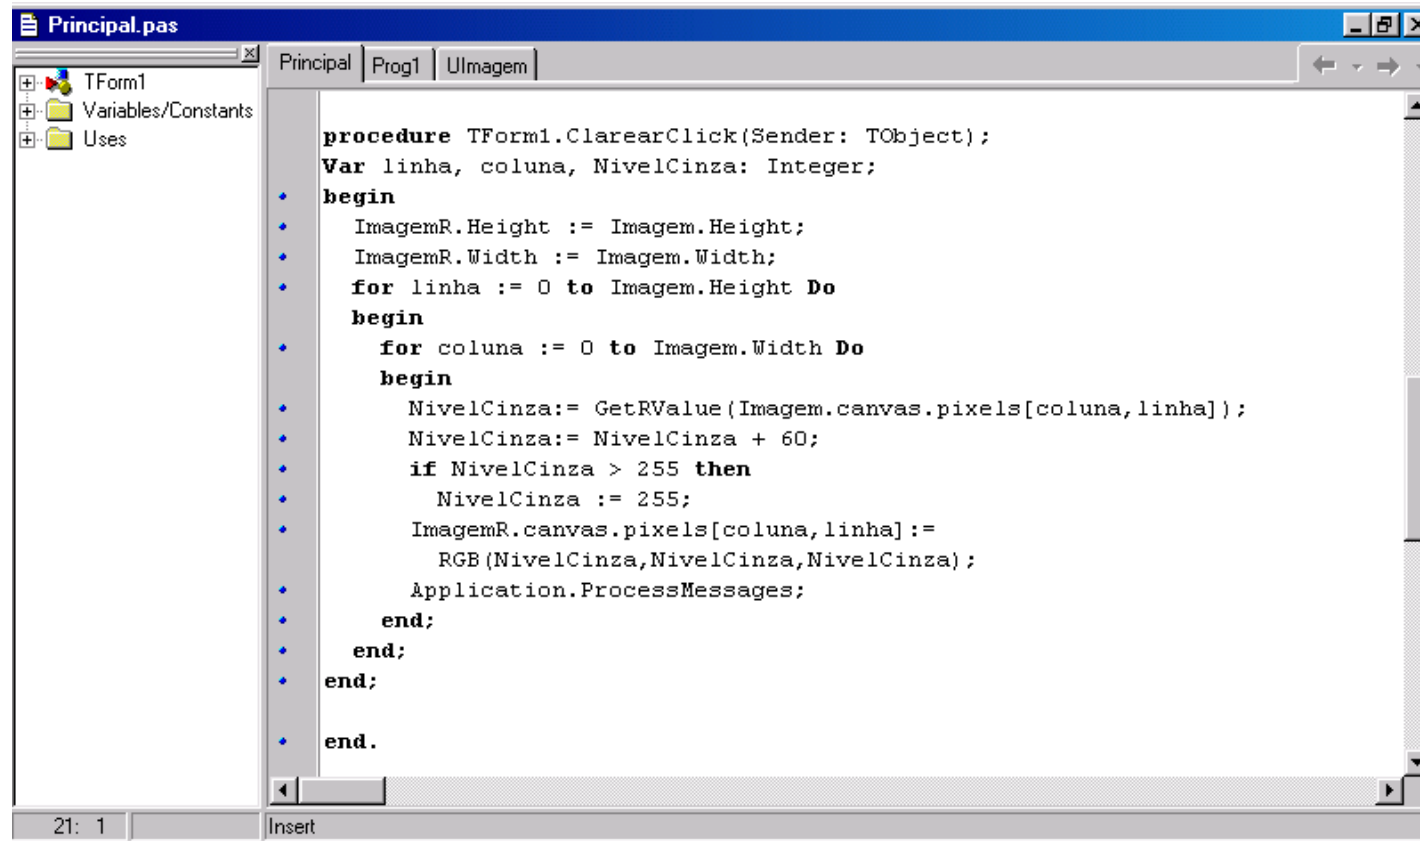 Principal.pas
TForm1
Variables/Constants
Uses
Principal Prog1 UImagem
procedure TForm1.ClarearClick(Sender: TObject);
Var linha, coluna, NivelCinza: Integer;
begin
ImagemR.Height := Imagem.Height;
ImagemR.Width := Imagem.Width;
for linha := 0 to Imagem.Height Do
begin
for coluna := 0 to Imagem.Width Do
begin
NivelCinza:= GetRValue(Imagem.canvas.pixels[coluna,linha]);
NivelCinza:= NivelCinza + 60;
if NivelCinza > 255 then
NivelCinza := 255;
ImagemR.canvas.pixels[coluna,linha]:=
RGB(NivelCinza,NivelCinza,NivelCinza);
Application.ProcessMessages;
end;
end;
end;
end.
21: 1 Insert